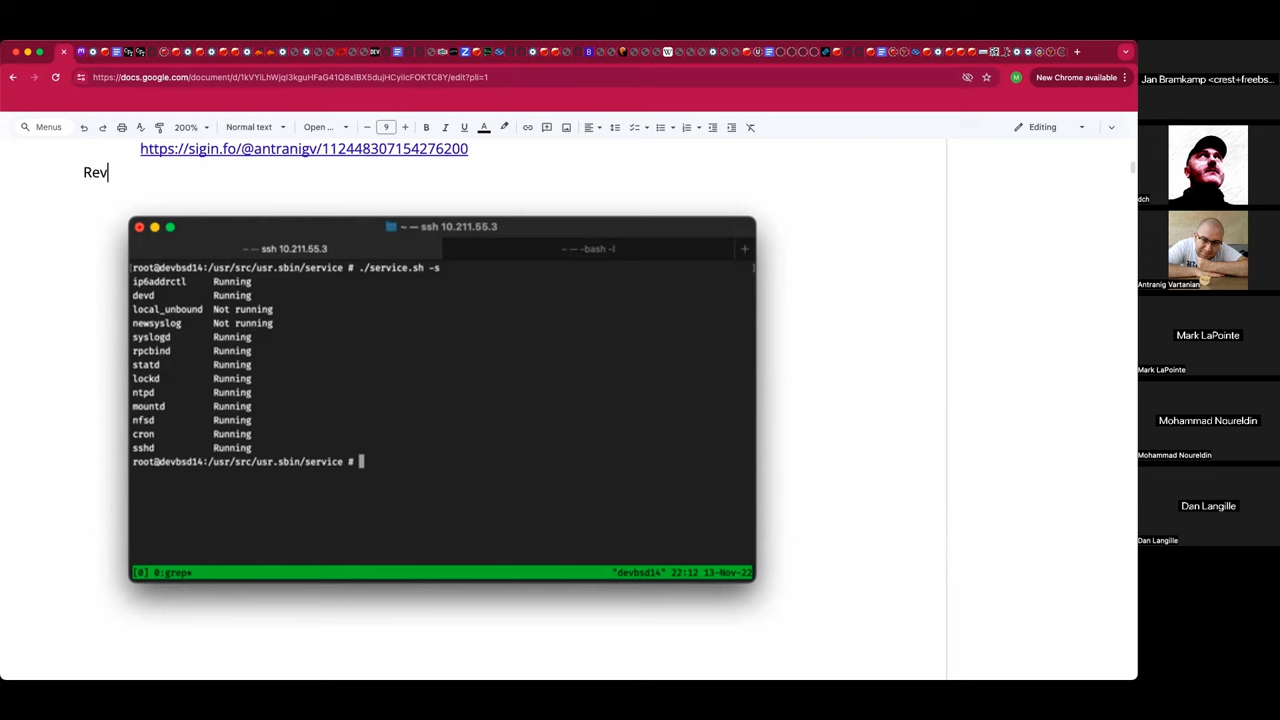 https://docs.google.com/document/d/1kVYiLhWjqI3kguHFaG41Q8xlBX5dujHCyiIcFOKTC8Y/edit?pli=1
New Chrome available
Menus
200%
Normal text
Open ...
9
Editing
https://sigin.fo/@antranigv/112448307154276200
Rev
~ — ssh 10.211.55.3
~ — ssh 10.211.55.3
~ — -bash -l
[root@devbsd14:/usr/src/usr.sbin/service # ./service.sh -s
ip6addrctl Running
devd Running
local_unbound Not running
newsyslog Not running
syslogd Running
rpcbind Running
statd Running
lockd Running
ntpd Running
mountd Running
nfsd Running
cron Running
sshd Running
root@devbsd14:/usr/src/usr.sbin/service #
[0] 0:grep* "devbsd14" 22:12 13-Nov-22
Jan Bramkamp <crest+freebs...
dch
Antranig Vartanian
Mark LaPointe
Mark LaPointe
Mohammad Noureldin
Mohammad Noureldin
Dan Langille
Dan Langille